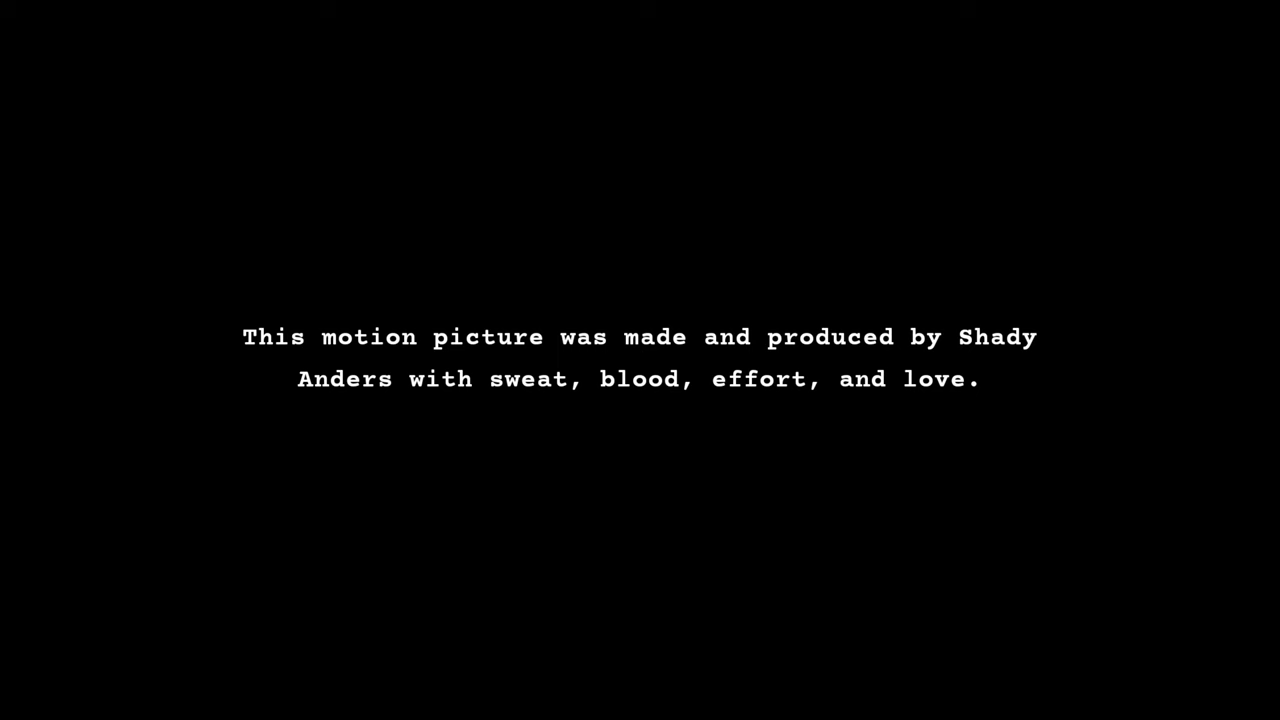 This motion picture was made and produced by Shady
Anders with sweat, blood, effort, and love.